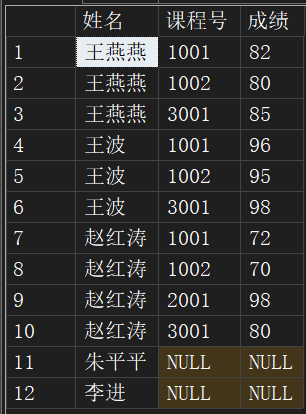 姓名 课程号 成绩
1 王燕燕 1001 82
2 王燕燕 1002 80
3 王燕燕 3001 85
4 王波 1001 96
5 王波 1002 95
6 王波 3001 98
7 赵红涛 1001 72
8 赵红涛 1002 70
9 赵红涛 2001 98
10 赵红涛 3001 80
11 朱平平 NULL NULL
12 李进 NULL NULL